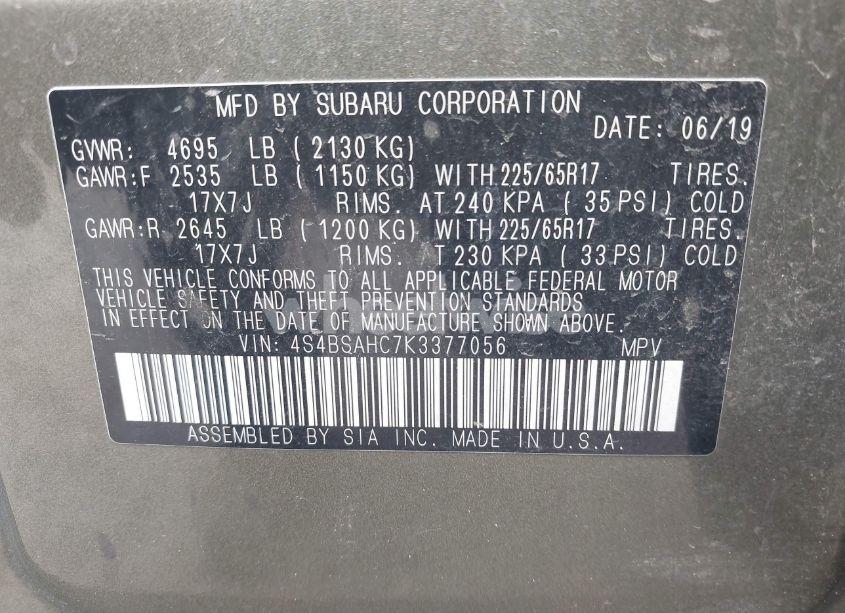 MFD BY SUBARU CORPORATION
DATE: 06/19
GVWR: 4695 LB ( 2130 KG)
GAWR:F 2535 LB ( 1150 KG) WITH 225/65R17 TIRES.
17X7J RIMS. AT 240 KPA ( 35 PSI) COLD
GAWR:R 2645 LB ( 1200 KG) WITH 225/65R17 TIRES.
17X7J RIMS. T 230 KPA ( 33 PSI) COLD
THIS VEHICLE CONFORMS TO ALL APPLICABLE FEDERAL MOTOR
VEHICLE SAFETY AND THEFT PREVENTION STANDARDS
IN EFFECT ON THE DATE OF MANUFACTURE SHOWN ABOVE.
VIN: 4S4BSAHC7K3377056 MPV
ASSEMBLED BY SIA INC. MADE IN U.S.A.